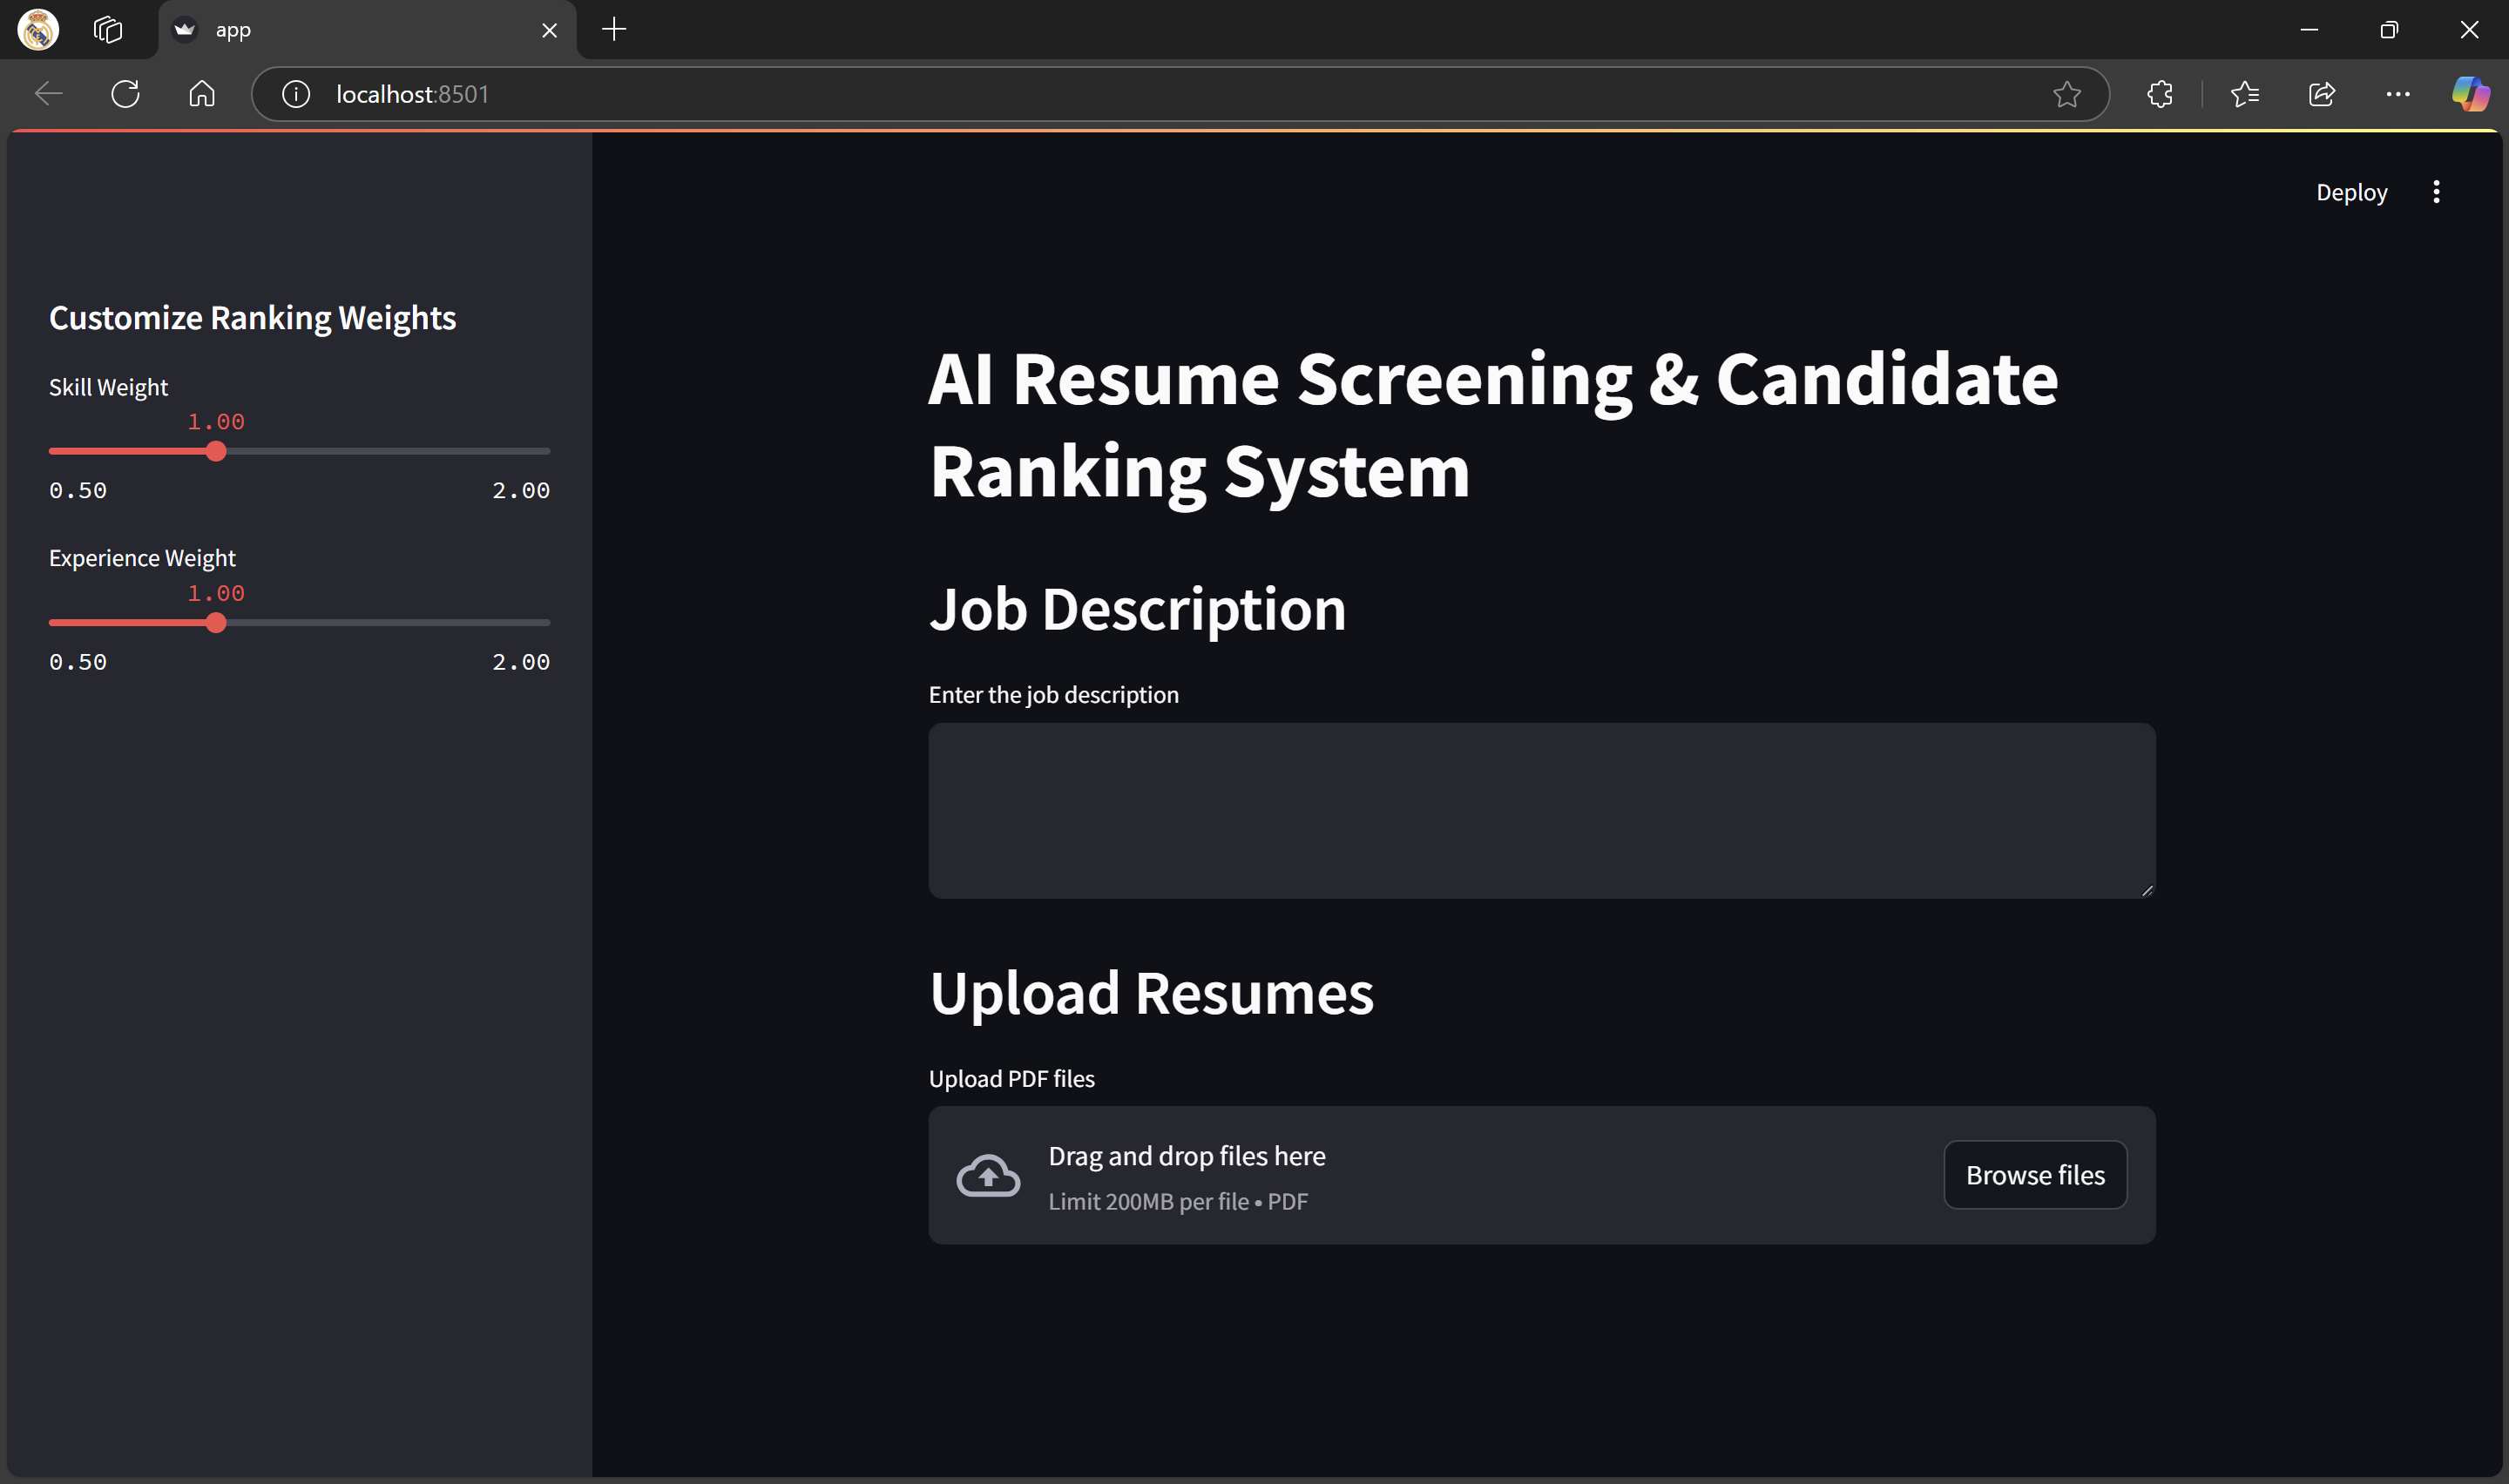 app
localhost:8501
Deploy
Customize Ranking Weights
Skill Weight
1.00
0.50 2.00
Experience Weight
1.00
0.50 2.00
AI Resume Screening & Candidate
Ranking System
Job Description
Enter the job description
Upload Resumes
Upload PDF files
Drag and drop files here
Limit 200MB per file • PDF
Browse files